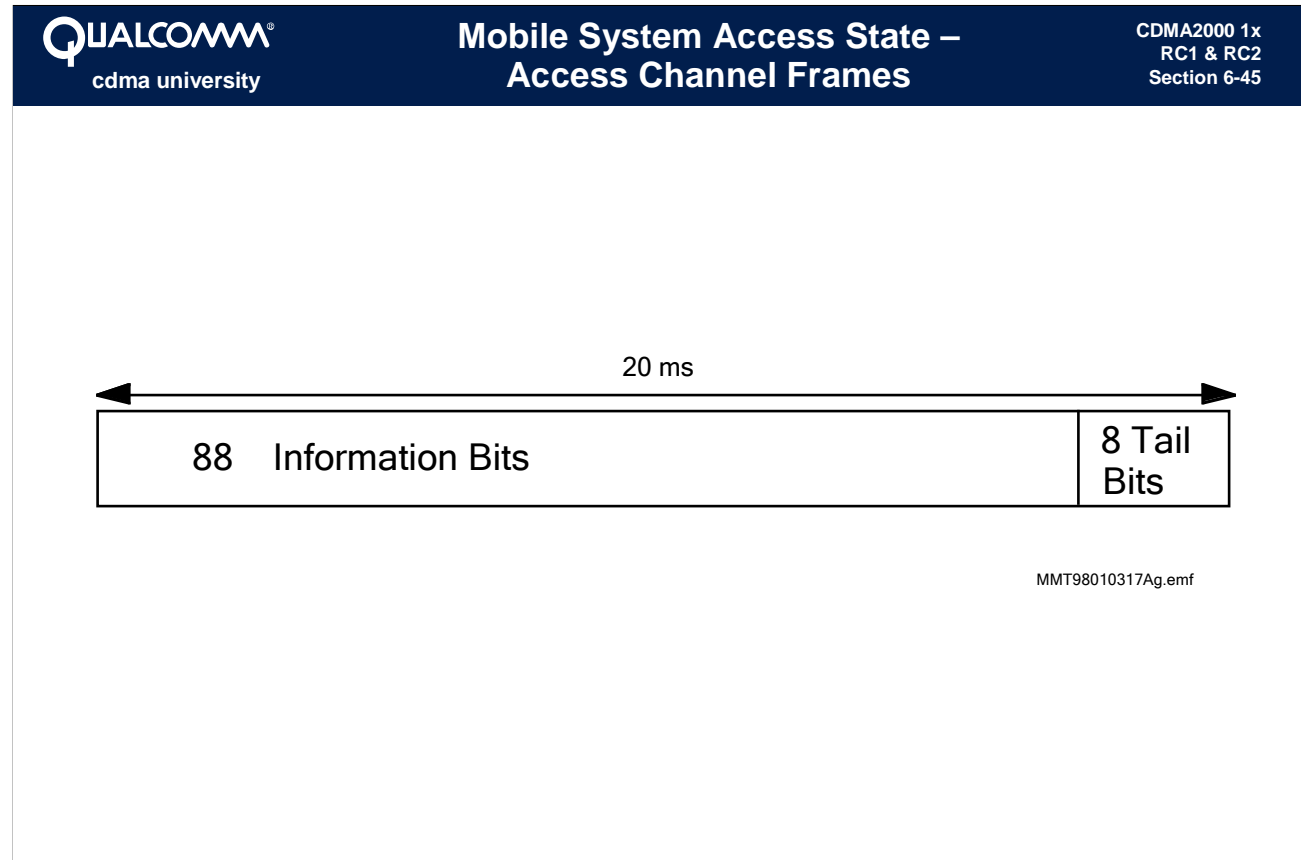 QUALCOMM®
cdma university
Mobile System Access State –
Access Channel Frames
CDMA2000 1x
RC1 & RC2
Section 6-45
20 ms
88 Information Bits
8 Tail
Bits
MMT98010317Ag.emf